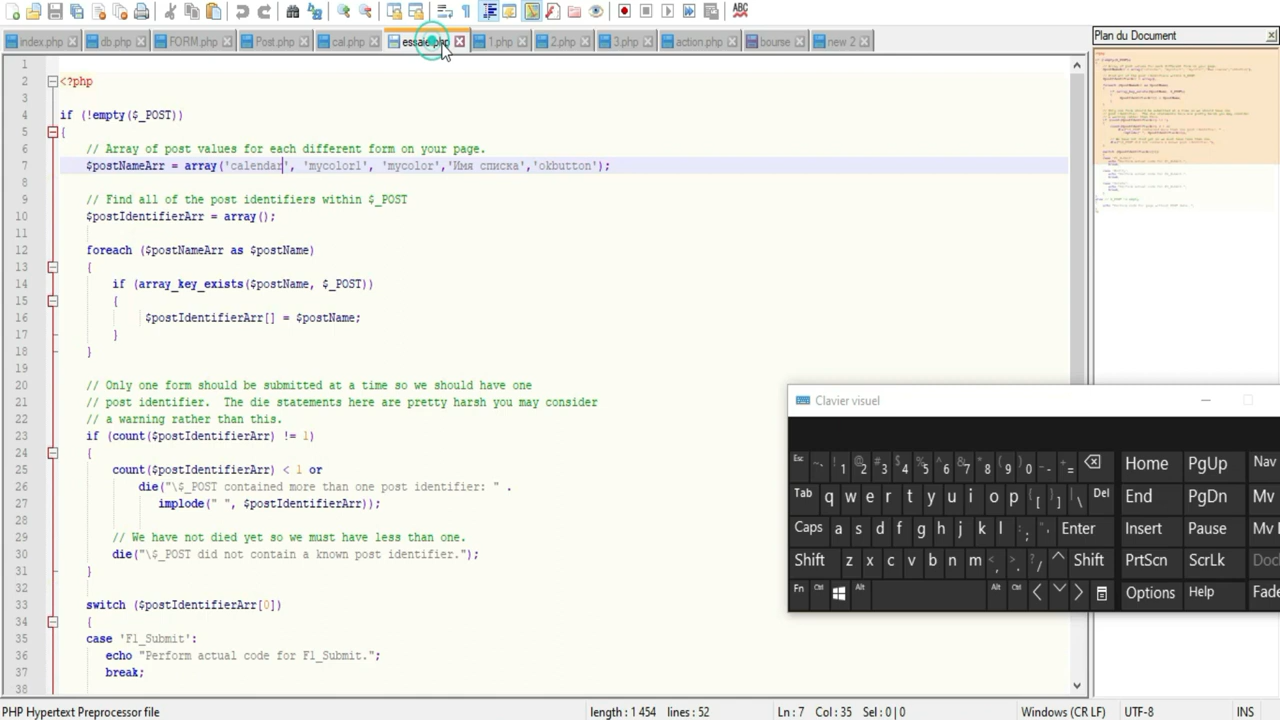 index.php db.php FORM.php Post.php cal.php essaie.php 1.php 2.php 3.php action.php bourse new 2
Plan du Document
1
2 <?php
3
4 if (!empty($_POST))
5 {
6 // Array of post values for each different form on your page.
7 $postNameArr = array('calendar', 'mycolor1', 'mycolor','Имя списка','okbutton');
8
9 // Find all of the post identifiers within $_POST
10 $postIdentifierArr = array();
11
12 foreach ($postNameArr as $postName)
13 {
14 if (array_key_exists($postName, $_POST))
15 {
16 $postIdentifierArr[] = $postName;
17 }
18 }
19
20 // Only one form should be submitted at a time so we should have one
21 // post identifier.  The die statements here are pretty harsh you may consider
22 // a warning rather than this.
23 if (count($postIdentifierArr) != 1)
24 {
25 count($postIdentifierArr) < 1 or
26 die("\$_POST contained more than one post identifier: " .
27 implode(" ", $postIdentifierArr));
28
29 // We have not died yet so we must have less than one.
30 die("\$_POST did not contain a known post identifier.");
31 }
32
33 switch ($postIdentifierArr[0])
34 {
35 case 'F1_Submit':
36 echo "Perform actual code for F1_Submit.";
37 break;
38
Clavier visuel
Esc ~ ` ! 1 @ 2 # 3 $ 4 % 5 ^ 6 & 7 * 8 ( 9 ) 0 _ - + = Home PgUp Nav
Tab q w e r t y u i o p { [ } ] | \ Del End PgDn Mv
Caps a s d f g h j k l : ; " ' Enter Insert Pause Mv
Shift z x c v b n m < , > . ? / Shift PrtScn ScrLk Doc
Fn Ctrl Alt Alt Ctrl Options Help Fade
PHP Hypertext Preprocessor file length : 1 454 lines : 52 Ln : 7 Col : 35 Sel : 0 | 0 Windows (CR LF) UTF-8 INS